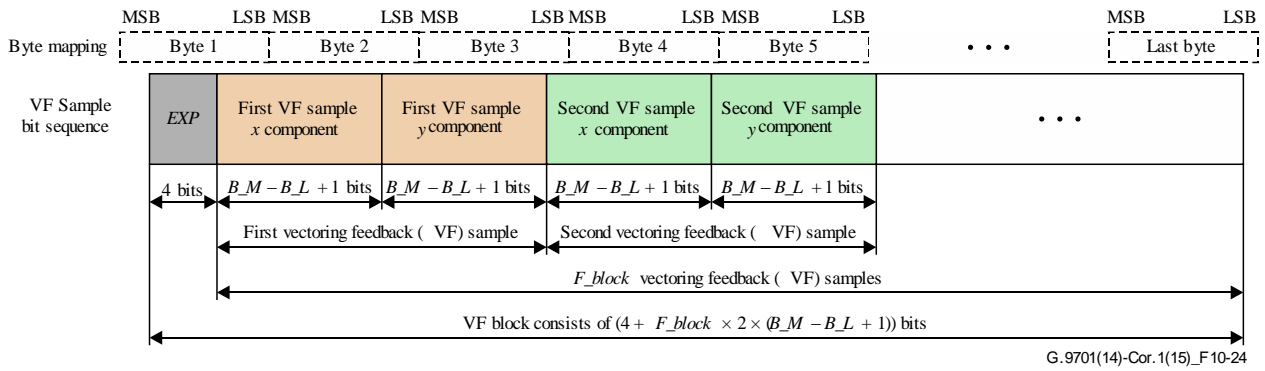 MSB LSB MSB LSB MSB LSB MSB LSB MSB LSB MSB LSB
Byte mapping Byte 1 Byte 2 Byte 3 Byte 4 Byte 5 • • • Last byte
VF Sample
bit sequence
EXP
First VF sample
x component
First VF sample
y component
Second VF sample
x component
Second VF sample
y component
• • •
4 bits B_M – B_L + 1 bits B_M – B_L + 1 bits B_M – B_L + 1 bits B_M – B_L + 1 bits
First vectoring feedback ( VF) sample Second vectoring feedback ( VF) sample
F_block vectoring feedback ( VF) samples
VF block consists of (4 + F_block × 2 × (B_M – B_L + 1)) bits
G.9701(14)-Cor.1(15)_F10-24